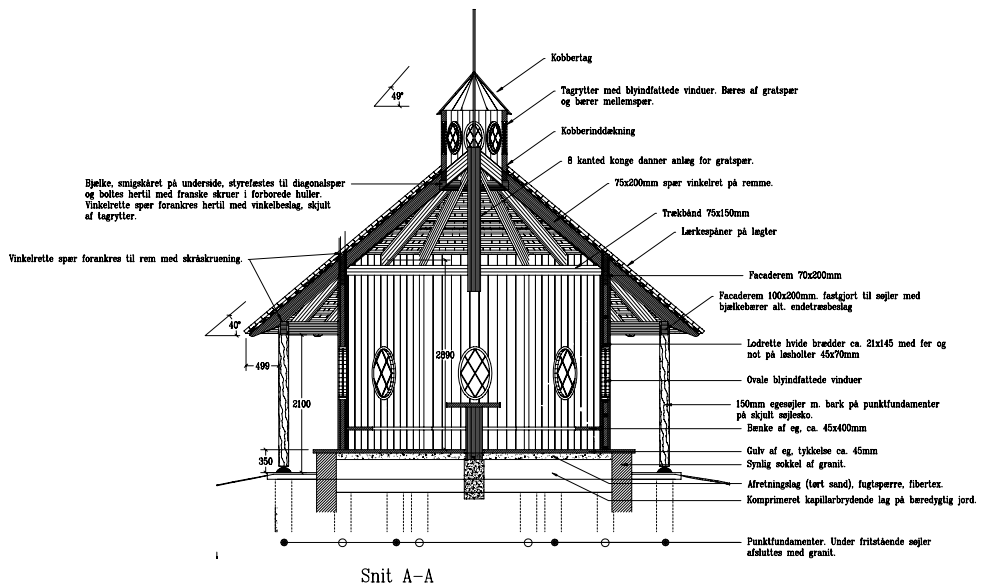 Kobbertag
49°
Tagrytter med blyindfattede vinduer. Bæres af gratspær
og bærer mellemspær.
Kobberinddækning
8 kanted konge danner anlæg for gratspær.
Bjælke, smigskåret på underside, styrefæstes til diagonalspær
og boltes hertil med franske skruer i forborede huller.
Vinkelrette spær forankres hertil med vinkelbeslag, skjult
af tagrytter.
75x200mm spær vinkelret på remme.
Trækbånd 75x150mm
Lærkespåner på lægter
Vinkelrette spær forankres til rem med skråskruening.
Facaderem 70x200mm
Facaderem 100x200mm. fastgjort til søjler med
bjælkebærer alt. endetræsbeslag
40°
499
2890
2100
350
Lodrette hvide brædder ca. 21x145 med fer og
not på løsholter 45x70mm
Ovale blyindfattede vinduer
150mm egesøjler m. bark på punktfundamenter
på skjult søjlesko.
Bænke af eg, ca. 45x400mm
Gulv af eg, tykkelse ca. 45mm
Synlig sokkel af granit.
Afretningslag (tørt sand), fugtspærre, fibertex.
Komprimeret kapillarbrydende lag på bæredygtig jord.
Punktfundamenter. Under fritstående søjler
afsluttes med granit.
Snit A-A